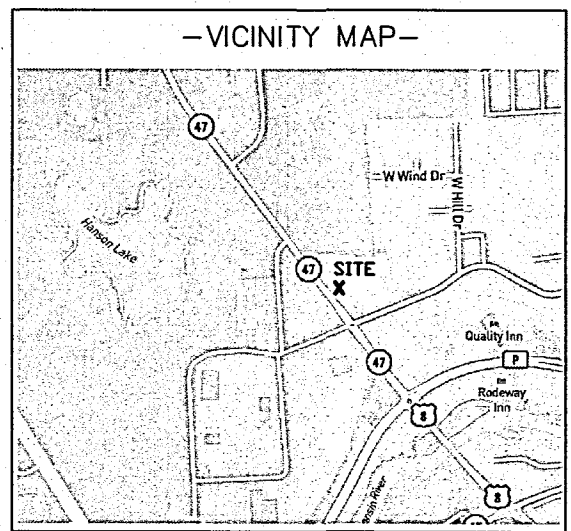 -VICINITY MAP-
47
W Wind Dr
W Hill Dr
Hanson Lake
47
SITE
X
Quality Inn
47
P
Rodeway
Inn
8
8